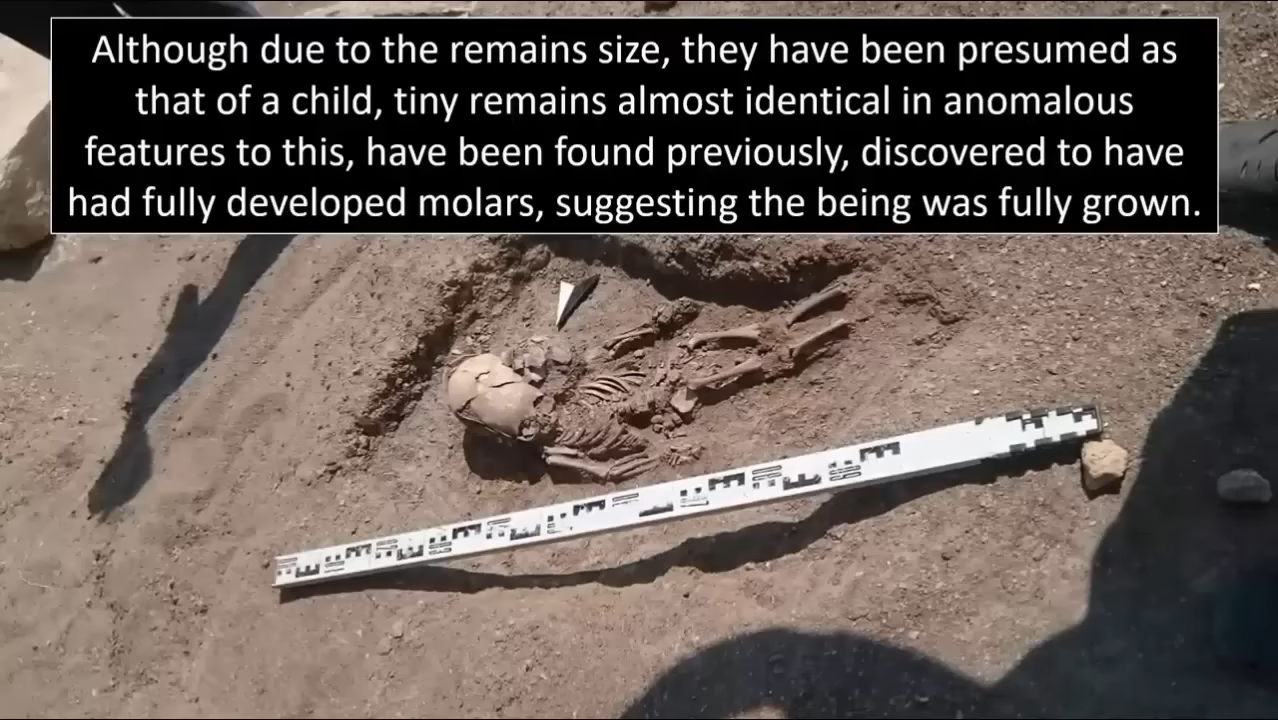 Although due to the remains size, they have been presumed as
that of a child, tiny remains almost identical in anomalous
features to this, have been found previously, discovered to have
had fully developed molars, suggesting the being was fully grown.